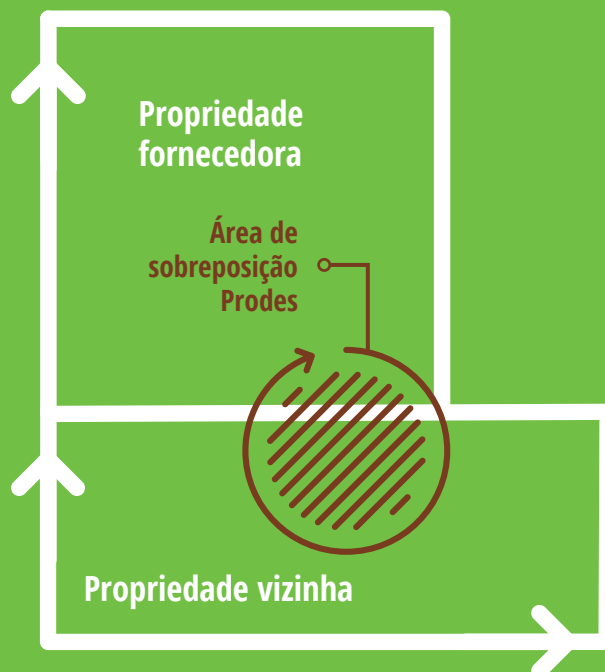 Propriedade
fornecedora
Área de
sobreposição
Prodes
Propriedade vizinha